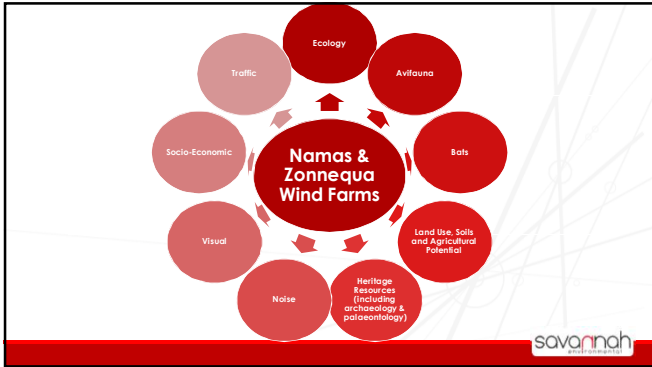 Ecology
Traffic
Avifauna
Socio-Economic
Namas &
Zonnequa
Wind Farms
Bats
Visual
Land Use, Soils
and Agricultural
Potential
Noise
Heritage
Resources
(including
archaeology &
palaeontology)
savannah
environmental